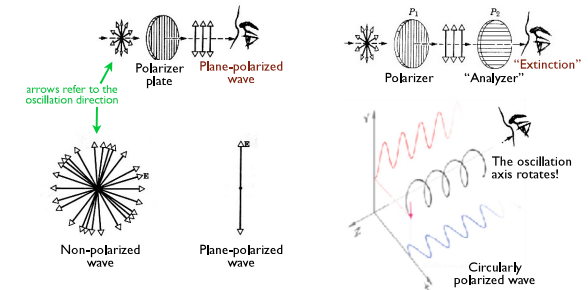 Polarizer
plate
Plane-polarized
wave
arrows refer to the
oscillation direction
E
Non-polarized
wave
E
Plane-polarized
wave
P1
P2
Polarizer
“Analyzer”
“Extinction”
Y
Z
X
The oscillation
axis rotates!
Circularly
polarized wave